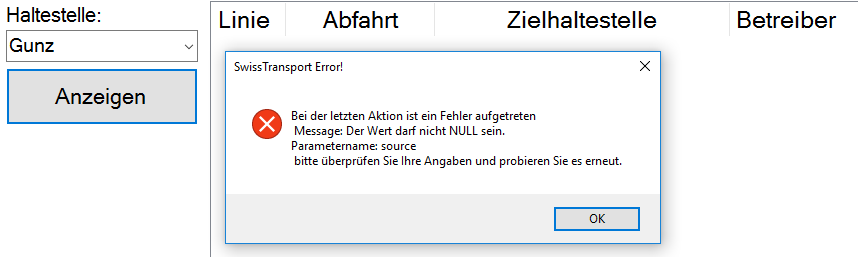 Haltestelle:
Gunz
Anzeigen
Linie Abfahrt Zielhaltestelle Betreiber
SwissTransport Error!
Bei der letzten Aktion ist ein Fehler aufgetreten
Message: Der Wert darf nicht NULL sein.
Parametername: source
bitte überprüfen Sie Ihre Angaben und probieren Sie es erneut.
OK